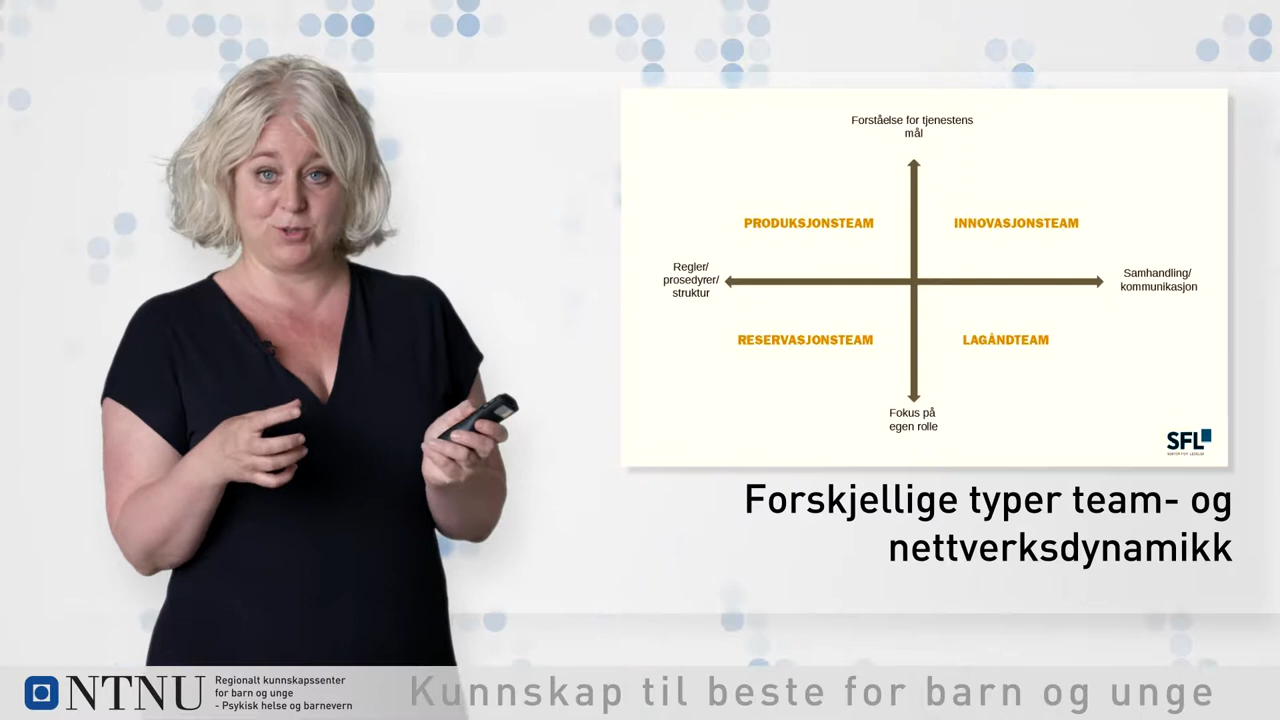 Forståelse for tjenestens
mål
PRODUKSJONSTEAM
INNOVASJONSTEAM
Regler/
prosedyrer/
struktur
Samhandling/
kommunikasjon
RESERVASJONSTEAM
LAGÅNDTEAM
Fokus på
egen rolle
SFL
Forskjellige typer team- og
nettverksdynamikk
NTNU
Regionalt kunnskapssenter
for barn og unge
- Psykisk helse og barnevern
Kunnskap til beste for barn og unge